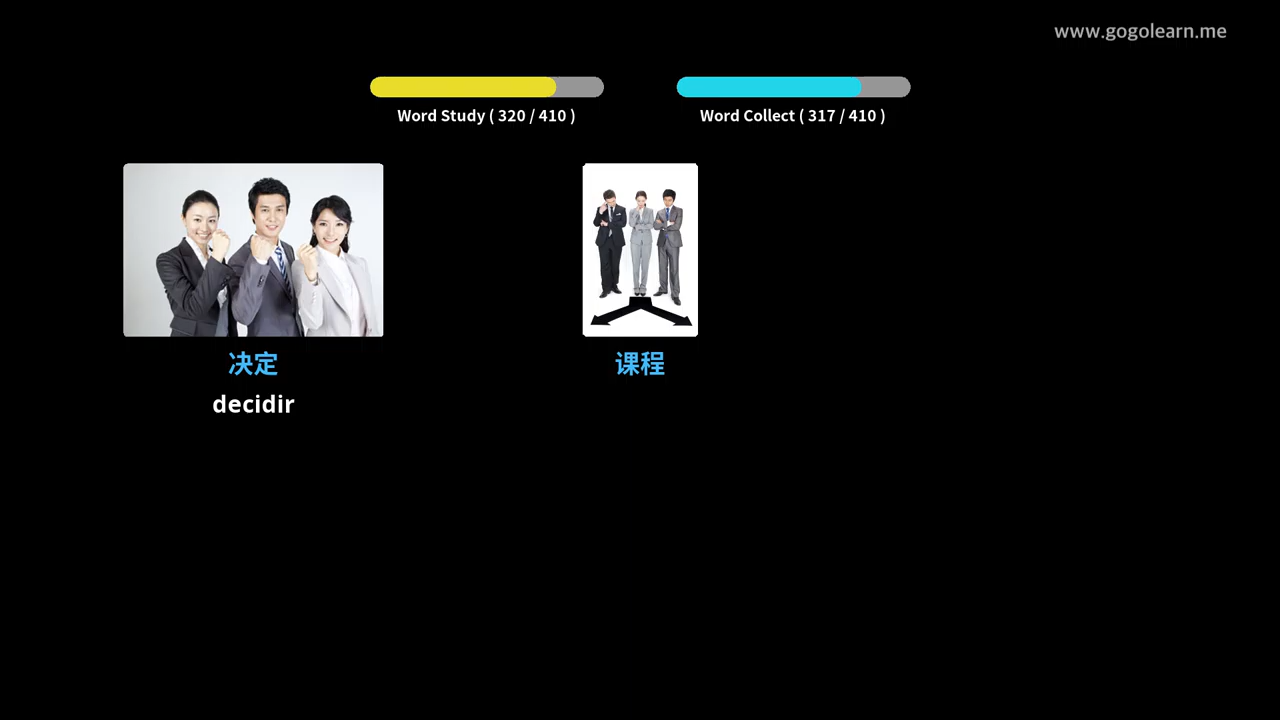 www.gogolearn.me
Word Study ( 320 / 410 )
Word Collect ( 317 / 410 )
决定
decidir
课程